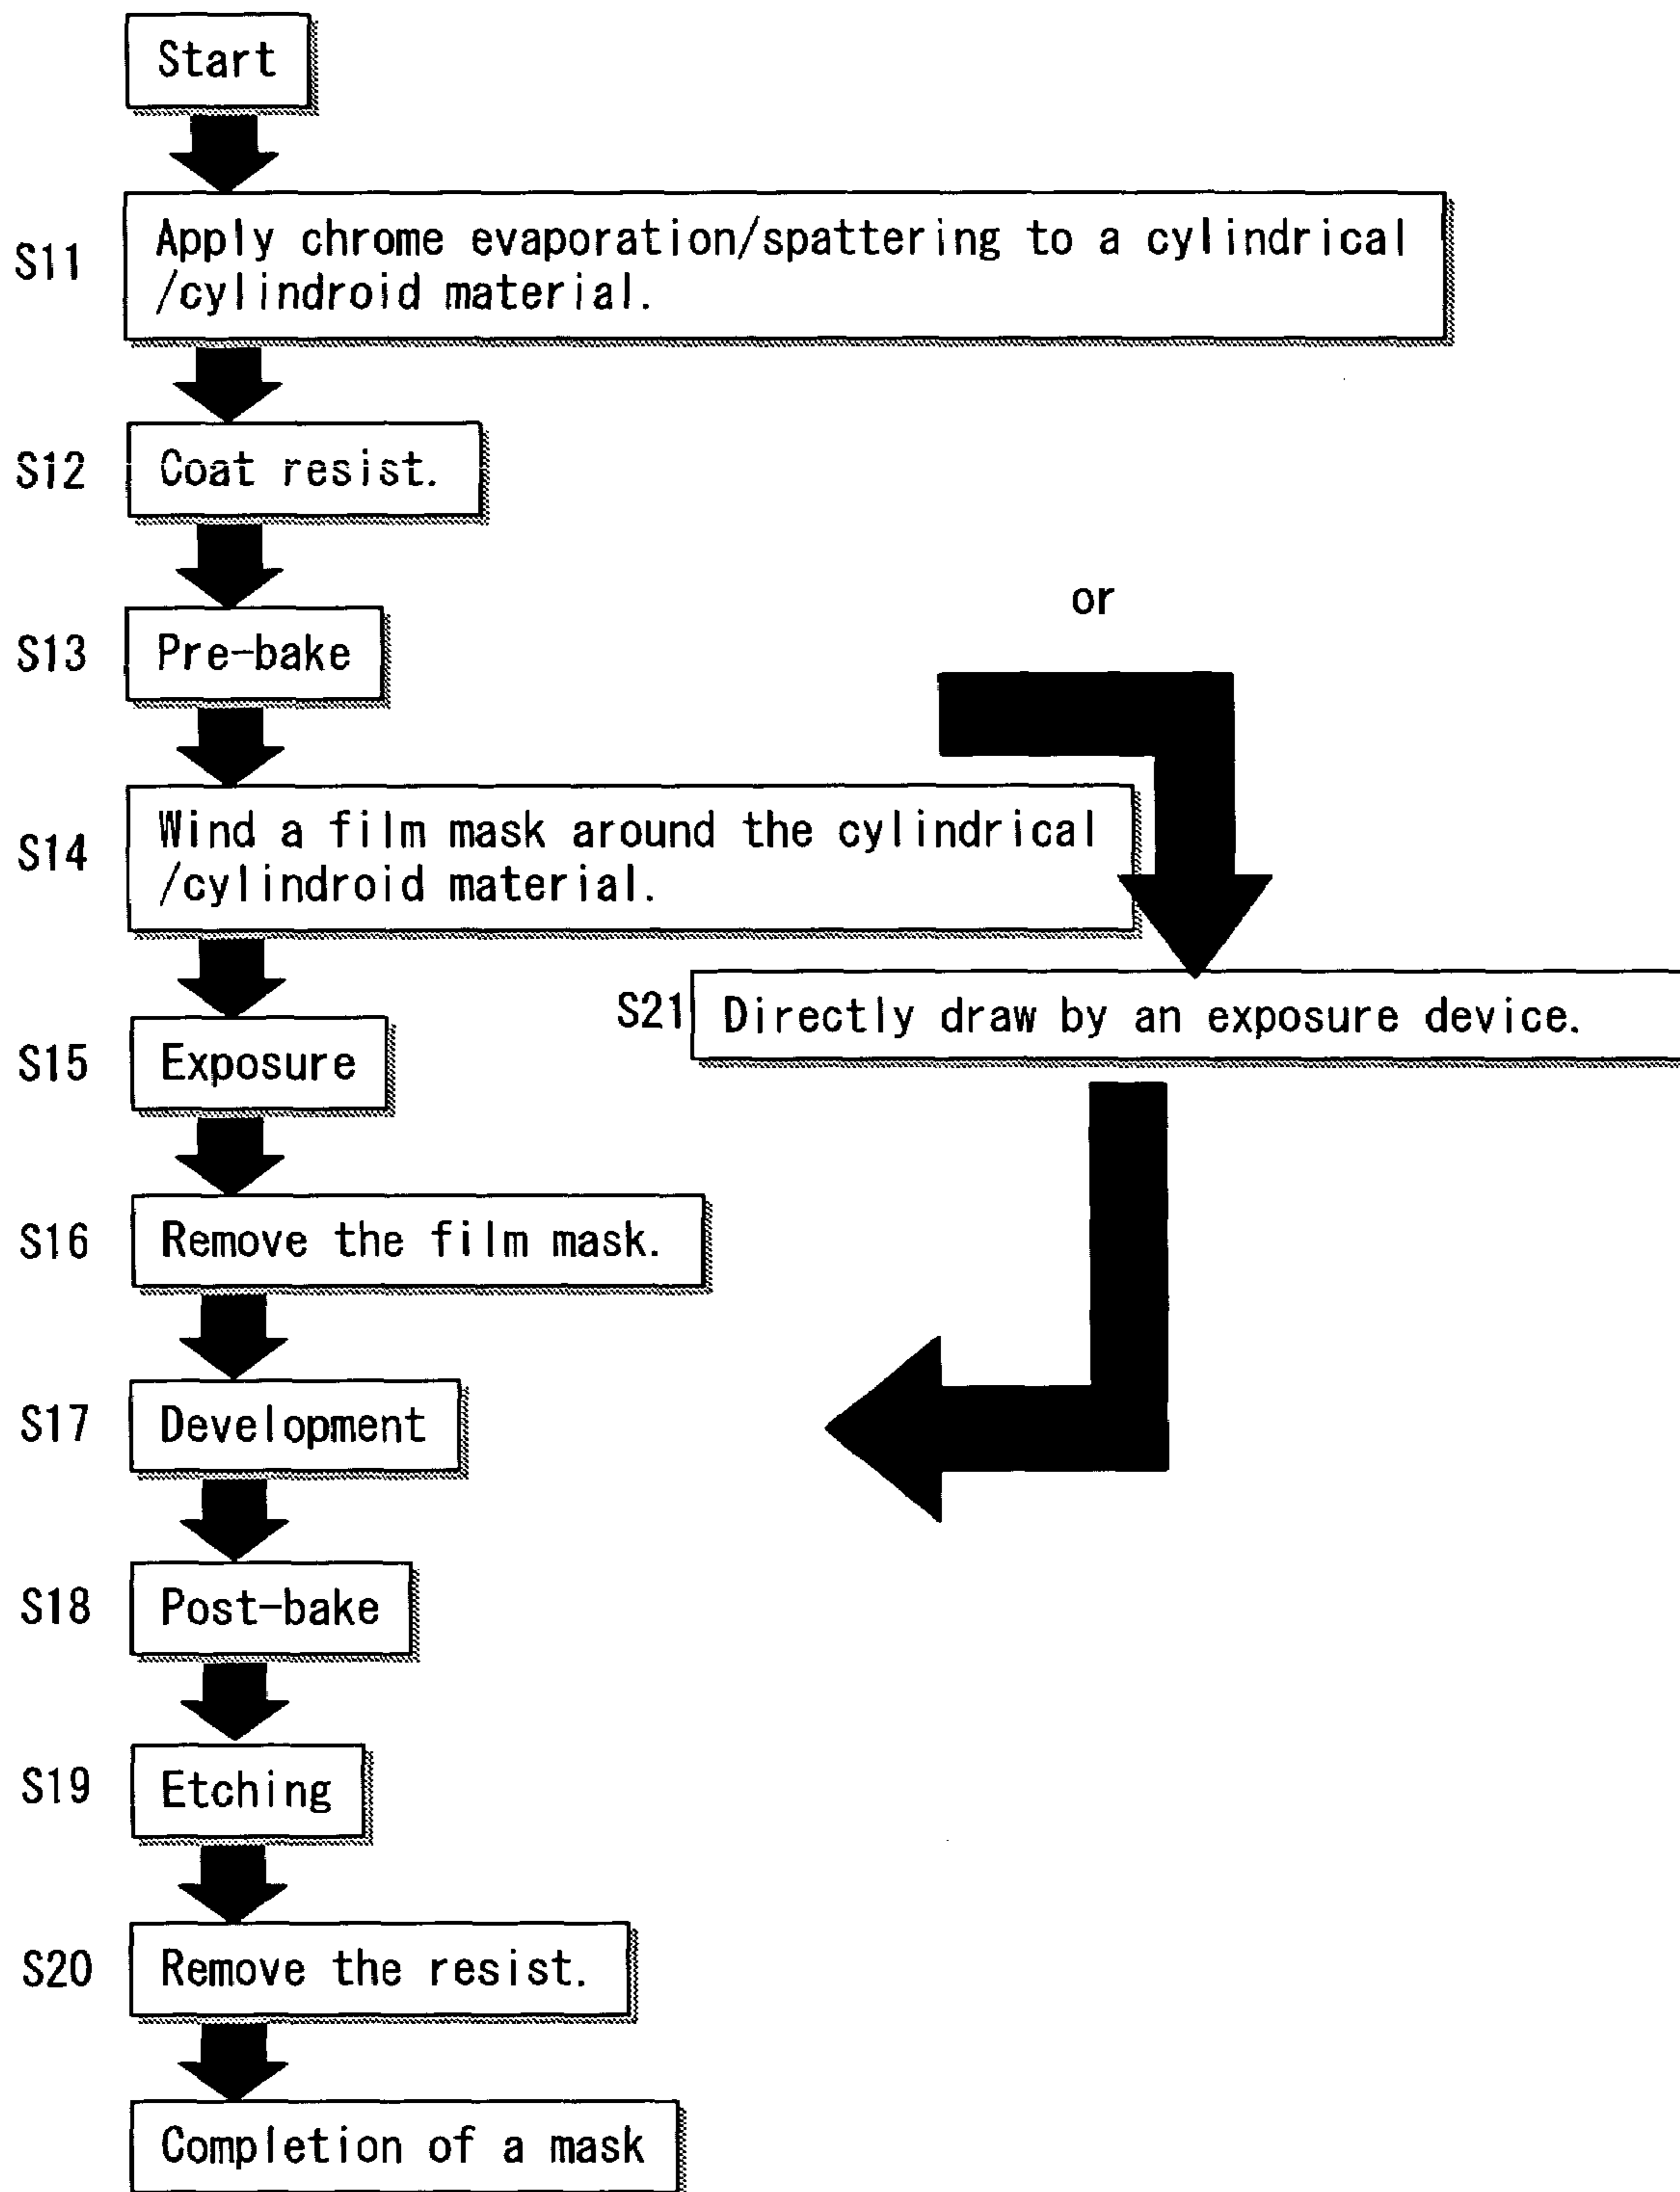 Start
S11
Apply chrome evaporation/spattering to a cylindrical
/cylindroid material.
S12
Coat resist.
or
S13
Pre-bake
S14
Wind a film mask around the cylindrical
/cylindroid material.
S21
Directly draw by an exposure device.
S15
Exposure
S16
Remove the film mask.
S17
Development
S18
Post-bake
S19
Etching
S20
Remove the resist.
Completion of a mask